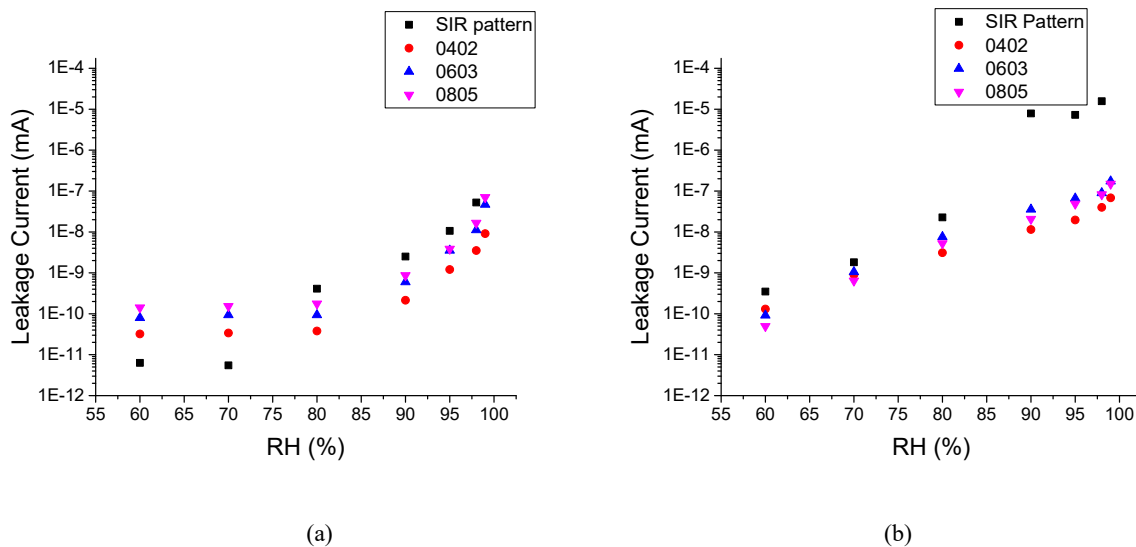 SIR pattern
0402
0603
0805
1E-4
1E-5
1E-6
1E-7
1E-8
1E-9
1E-10
1E-11
1E-12
Leakage Current (mA)
55 60 65 70 75 80 85 90 95 100
RH (%)
(a)
SIR Pattern
0402
0603
0805
1E-4
1E-5
1E-6
1E-7
1E-8
1E-9
1E-10
1E-11
1E-12
Leakage Current (mA)
55 60 65 70 75 80 85 90 95 100
RH (%)
(b)